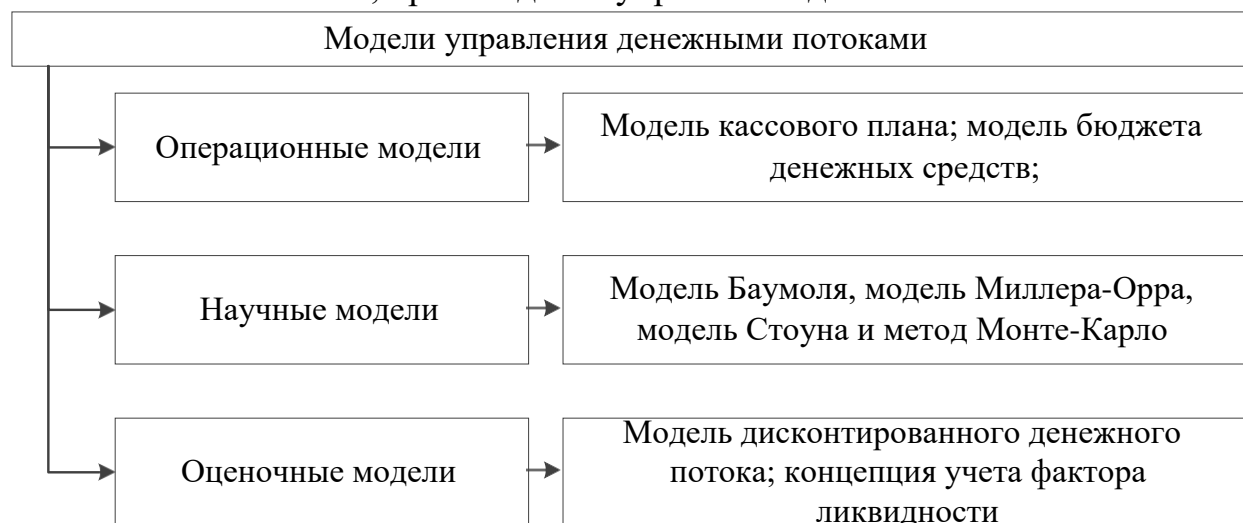 Модели управления денежными потоками
Операционные модели
Модель кассового плана; модель бюджета
денежных средств;
Научные модели
Модель Баумоля, модель Миллера-Орра,
модель Стоуна и метод Монте-Карло
Оценочные модели
Модель дисконтированного денежного
потока; концепция учета фактора
ликвидности